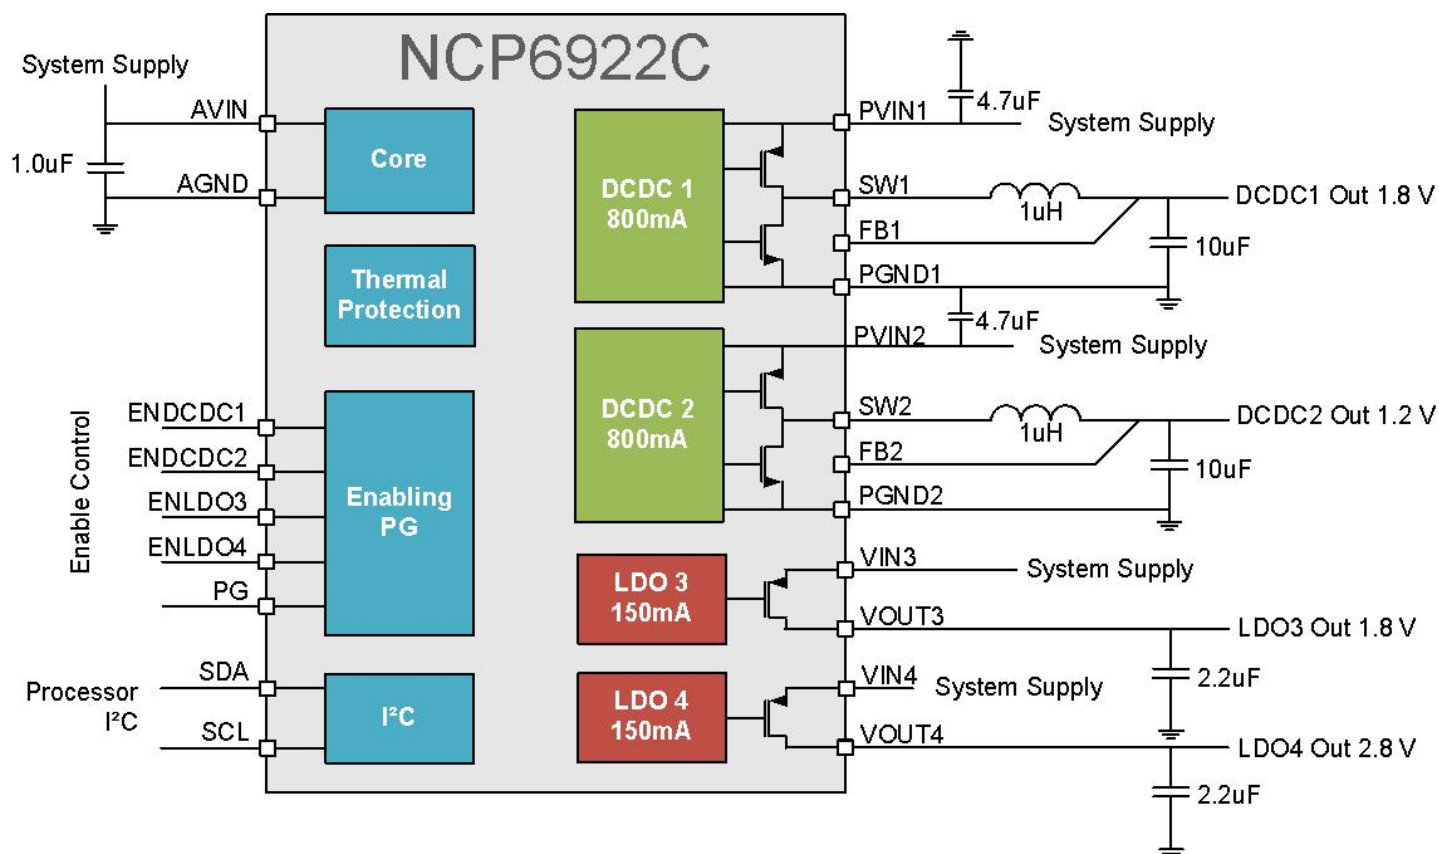 NCP6922C
System Supply
AVIN
1.0uF
AGND
Core
Thermal
Protection
Enable Control
ENDCDC1
ENDCDC2
ENLDO3
ENLDO4
PG
Enabling
PG
Processor
I²C
SDA
SCL
I²C
DCDC 1
800mA
PVIN1
4.7uF
System Supply
SW1
1uH
DCDC1 Out 1.8 V
FB1
10uF
PGND1
DCDC 2
800mA
4.7uF
PVIN2
System Supply
SW2
1uH
DCDC2 Out 1.2 V
FB2
10uF
PGND2
LDO 3
150mA
VIN3
System Supply
VOUT3
LDO3 Out 1.8 V
2.2uF
LDO 4
150mA
VIN4
System Supply
VOUT4
LDO4 Out 2.8 V
2.2uF